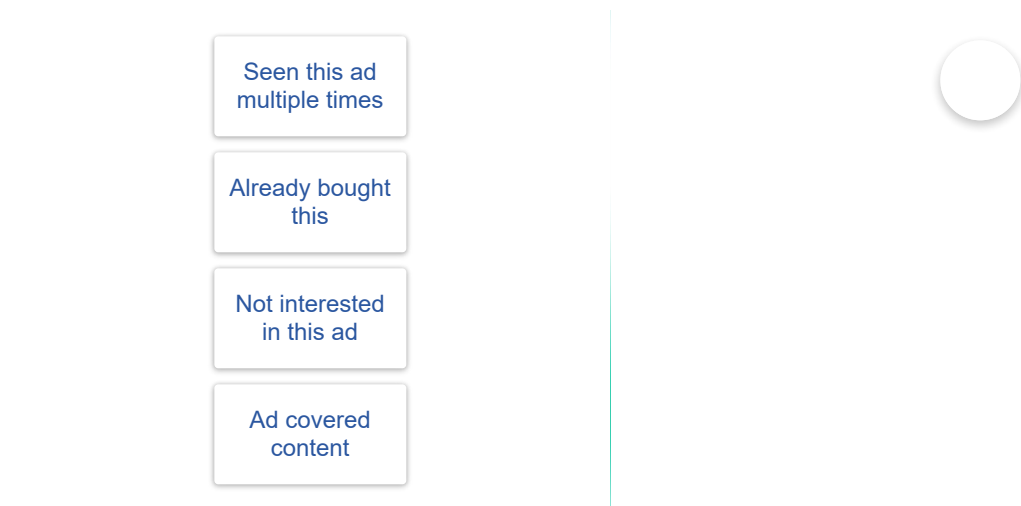 Seen this ad
multiple times
Already bought
this
Not interested
in this ad
Ad covered
content